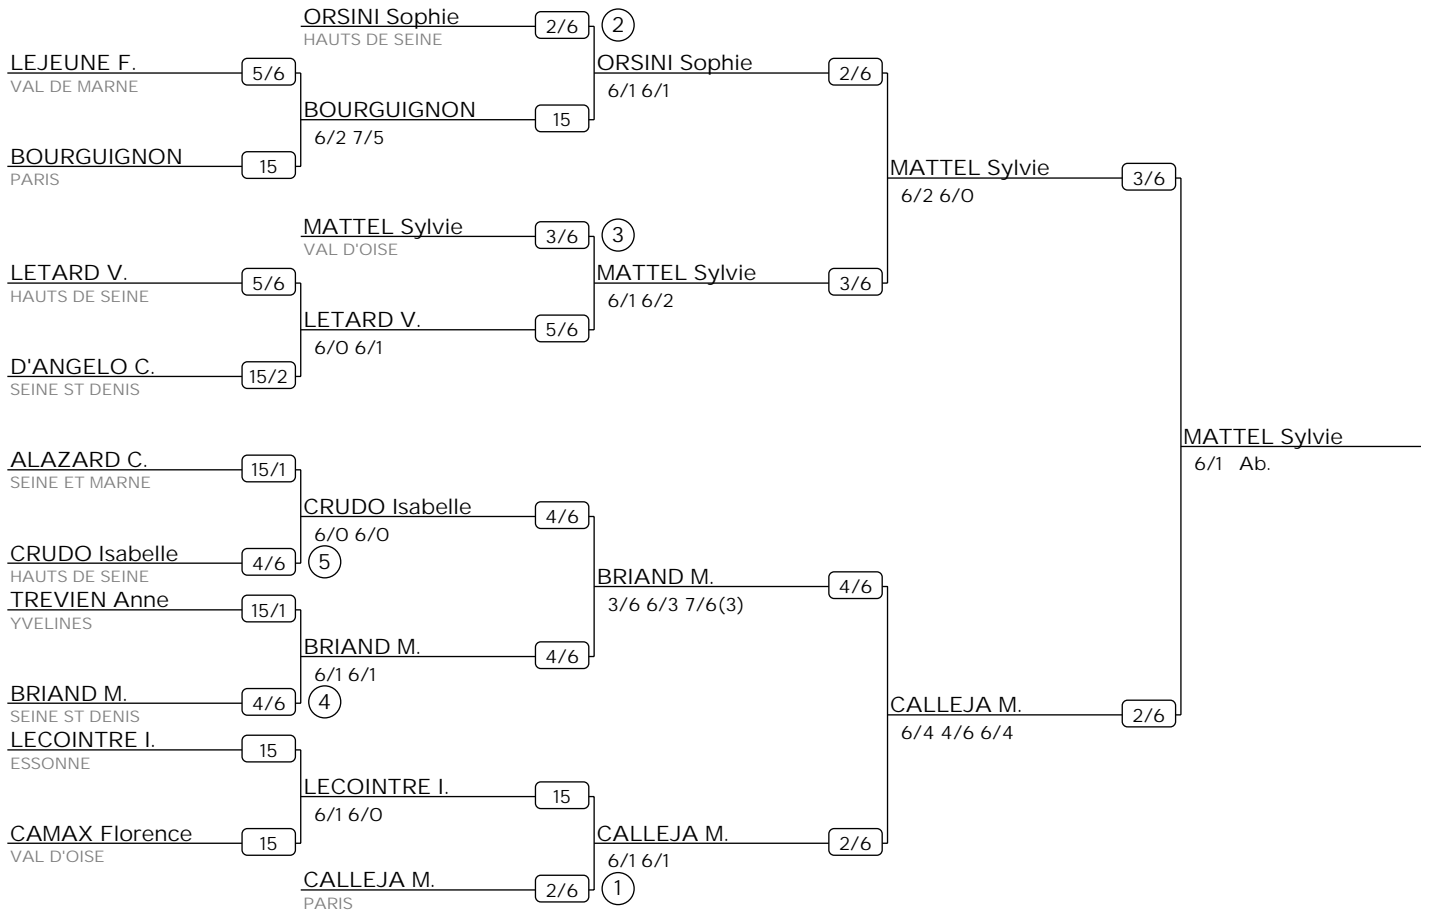 ORSINI Sophie 2/6 2
HAUTS DE SEINE
LEJEUNE F. 5/6
VAL DE MARNE
ORSINI Sophie 2/6
6/1 6/1
BOURGUIGNON 15
6/2 7/5
BOURGUIGNON 15
PARIS
MATTEL Sylvie 3/6
6/2 6/0
MATTEL Sylvie 3/6 3
VAL D'OISE
LETARD V. 5/6
HAUTS DE SEINE
MATTEL Sylvie 3/6
6/1 6/2
LETARD V. 5/6
6/0 6/1
D'ANGELO C. 15/2
SEINE ST DENIS
MATTEL Sylvie
6/1 Ab.
ALAZARD C. 15/1
SEINE ET MARNE
CRUDO Isabelle 4/6
6/0 6/0
CRUDO Isabelle 4/6 5
HAUTS DE SEINE
BRIAND M. 4/6
3/6 6/3 7/6(3)
TREVIEN Anne 15/1
YVELINES
BRIAND M. 4/6
6/1 6/1
BRIAND M. 4/6 4
SEINE ST DENIS
CALLEJA M. 2/6
6/4 4/6 6/4
LECOINTRE I. 15
ESSONNE
LECOINTRE I. 15
6/1 6/0
CAMAX Florence 15
VAL D'OISE
CALLEJA M. 2/6
6/1 6/1
CALLEJA M. 2/6 1
PARIS